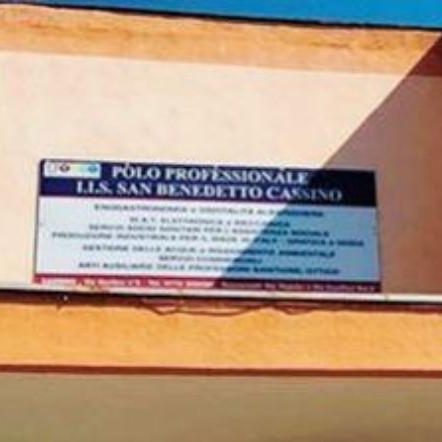 POLO PROFESSIONALE
I.I.S. SAN BENEDETTO CASSINO
ENOGASTRONOMIA e OSPITALITÀ ALBERGHIERA
M.A.T. ELETTRONICA e MECCANICA
SERVIZI SOCIO SANITARI PER L'ASSISTENZA SOCIALE
PRODUZIONE INDUSTRIALE PER IL MADE IN ITALY - GRAFICA e MODA
GESTIONE DELLE ACQUE e RISANAMENTO AMBIENTALE
SERVIZI COMMERCIALI
ARTI AUSILIARIE DELLE PROFESSIONI SANITARIE, OTTICO